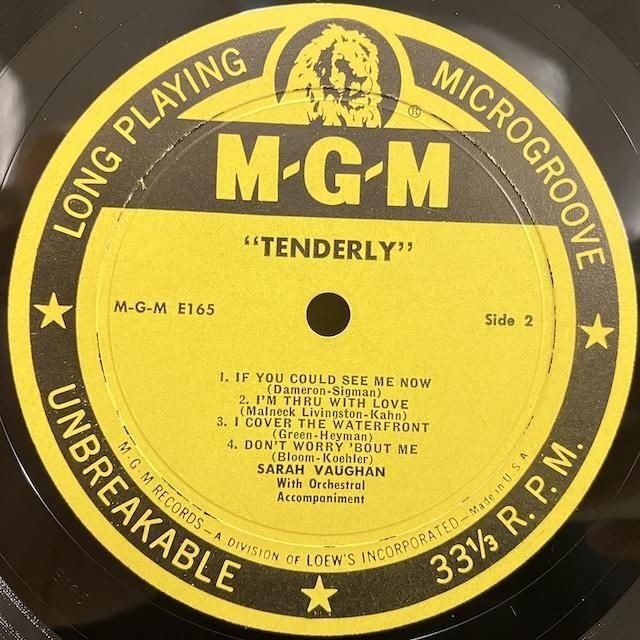 LONG PLAYING
MICROGROOVE
®
M-G-M
"TENDERLY"
M-G-M E165
Side 2
1. IF YOU COULD SEE ME NOW
(Dameron-Sigman)
2. I'M THRU WITH LOVE
(Malneck Livingston-Kahn)
3. I COVER THE WATERFRONT
(Green-Heyman)
4. DON'T WORRY 'BOUT ME
(Bloom-Koehler)
SARAH VAUGHAN
With Orchestral
Accompaniment
M-G-M RECORDS — A DIVISION OF LOEW'S INCORPORATED — Made in U.S.A.
UNBREAKABLE
33⅓ R.P.M.